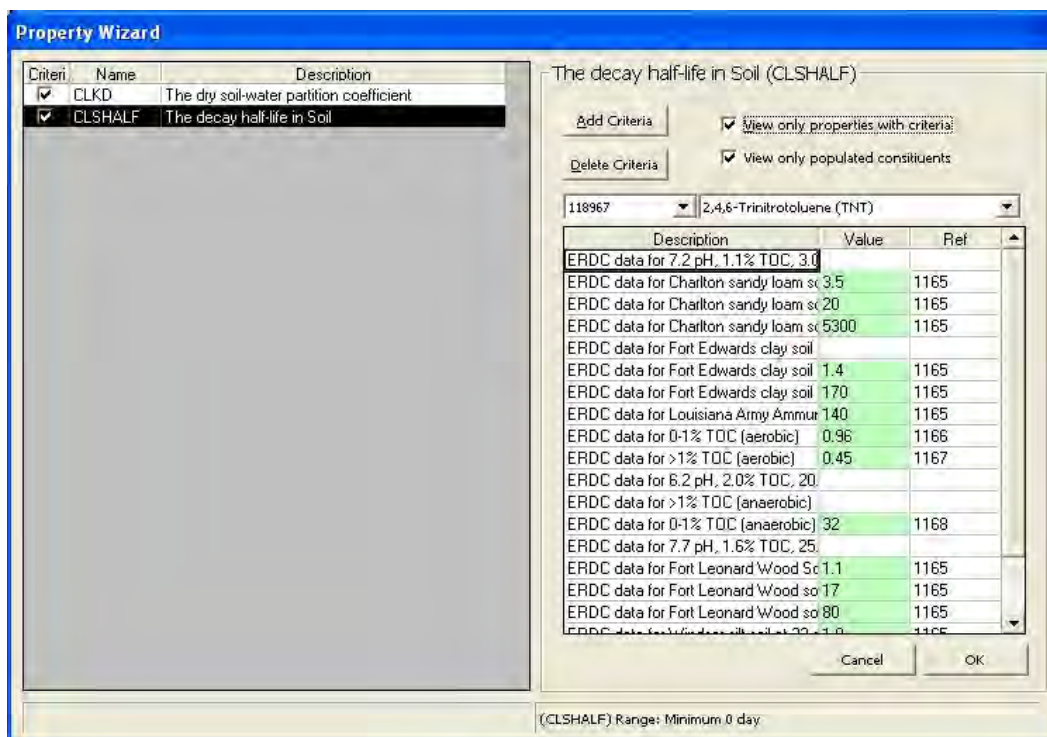 Property Wizard
Criteri Name Description
CLKD The dry soil-water partition coefficient
CLSHALF The decay half-life in Soil
The decay half-life in Soil (CLSHALF)
Add Criteria
View only properties with criteria
Delete Criteria
View only populated constiuents
118967 2,4,6-Trinitrotoluene (TNT)
Description Value Ref
ERDC data for 7.2 pH, 1.1% TOC, 3.0
ERDC data for Charlton sandy loam so 3.5 1165
ERDC data for Charlton sandy loam so 20 1165
ERDC data for Charlton sandy loam so 5300 1165
ERDC data for Fort Edwards clay soil
ERDC data for Fort Edwards clay soil 1.4 1165
ERDC data for Fort Edwards clay soil 170 1165
ERDC data for Louisiana Army Ammun 140 1165
ERDC data for 0-1% TOC (aerobic) 0.96 1166
ERDC data for >1% TOC (aerobic) 0.45 1167
ERDC data for 6.2 pH, 2.0% TOC, 20.
ERDC data for >1% TOC (anaerobic)
ERDC data for 0-1% TOC (anaerobic) 32 1168
ERDC data for 7.7 pH, 1.6% TOC, 25.
ERDC data for Fort Leonard Wood So 1.1 1165
ERDC data for Fort Leonard Wood so 17 1165
ERDC data for Fort Leonard Wood so 80 1165
Cancel OK
(CLSHALF) Range: Minimum 0 day